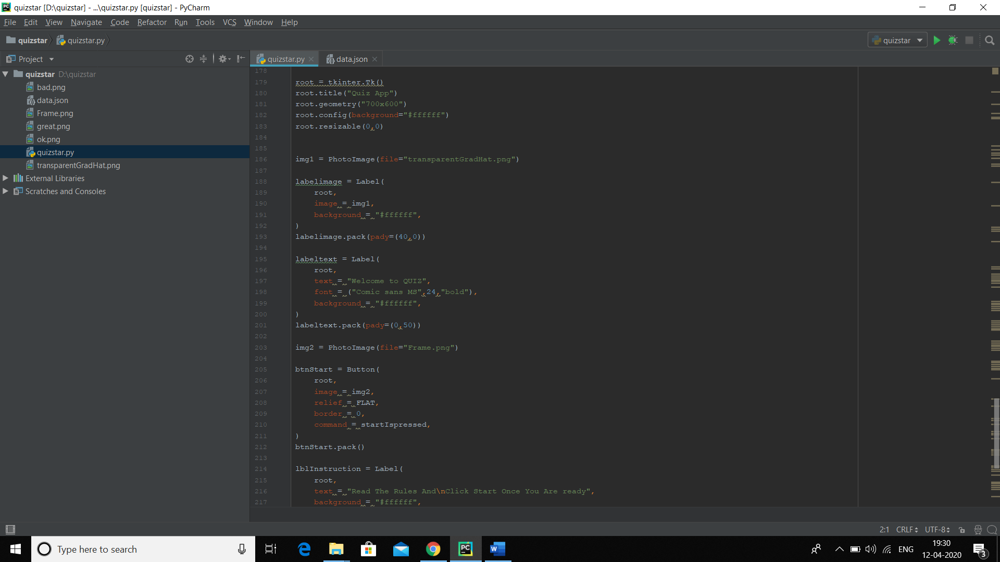 quizstar [D:\quizstar] - ...\quizstar.py [quizstar] - PyCharm
File Edit View Navigate Code Refactor Run Tools VCS Window Help
quizstar quizstar.py quizstar
Project quizstar.py data.json
quizstar D:\quizstar
bad.png
data.json
Frame.png
great.png
ok.png
quizstar.py
transparentGradHat.png
External Libraries
Scratches and Consoles
178
179 root = tkinter.Tk()
180 root.title("Quiz App")
181 root.geometry("700x600")
182 root.config(background="#ffffff")
183 root.resizable(0,0)
184
185
186 img1 = PhotoImage(file="transparentGradHat.png")
187
188 labelimage = Label(
189 root,
190 image = img1,
191 background = "#ffffff",
192 )
193 labelimage.pack(pady=(40,0))
194
195 labeltext = Label(
196 root,
197 text = "Welcome to QUIZ",
198 font = ("Comic sans MS",24,"bold"),
199 background = "#ffffff",
200 )
201 labeltext.pack(pady=(0,50))
202
203 img2 = PhotoImage(file="Frame.png")
204
205 btnStart = Button(
206 root,
207 image = img2,
208 relief = FLAT,
209 border = 0,
210 command = startIspressed,
211 )
212 btnStart.pack()
213
214 lblInstruction = Label(
215 root,
216 text = "Read The Rules And\nClick Start Once You Are ready",
217 background = "#ffffff",
2:1 CRLF UTF-8
Type here to search
ENG
19:30
12-04-2020
3